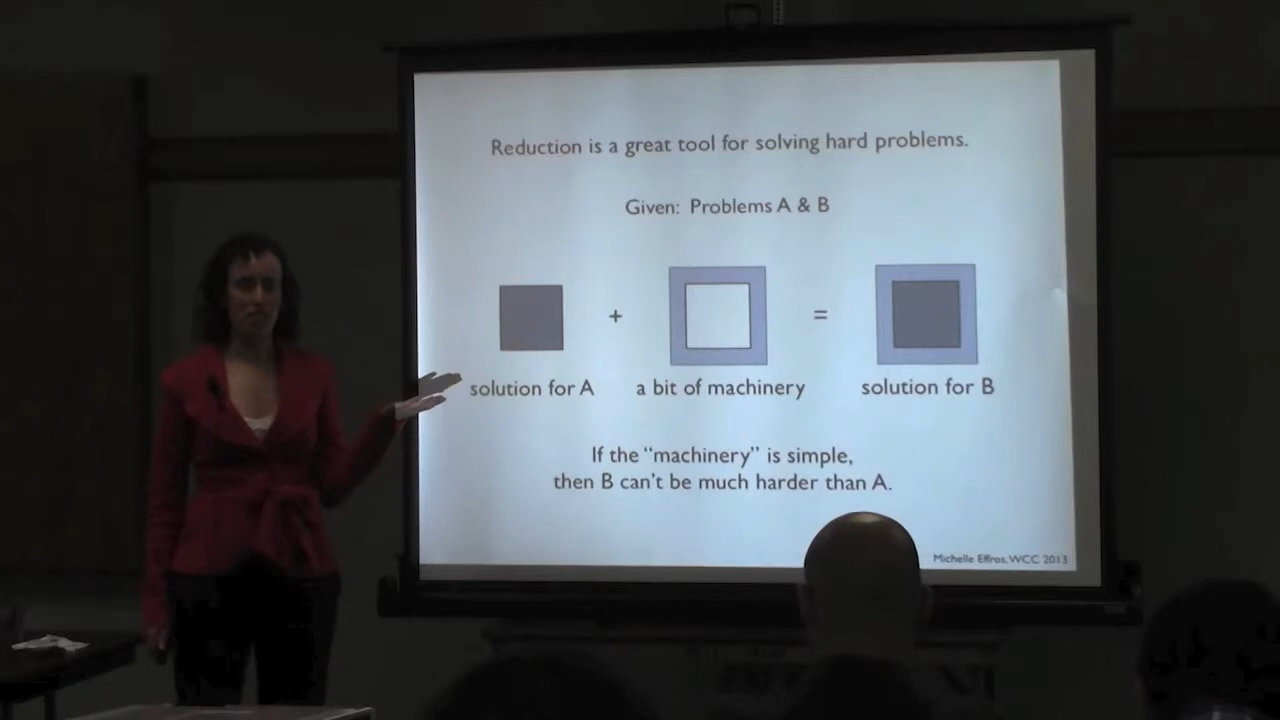 Reduction is a great tool for solving hard problems.
Given: Problems A & B
+ =
solution for A a bit of machinery solution for B
If the “machinery” is simple,
then B can’t be much harder than A.
Michelle Effros, WCC 2013